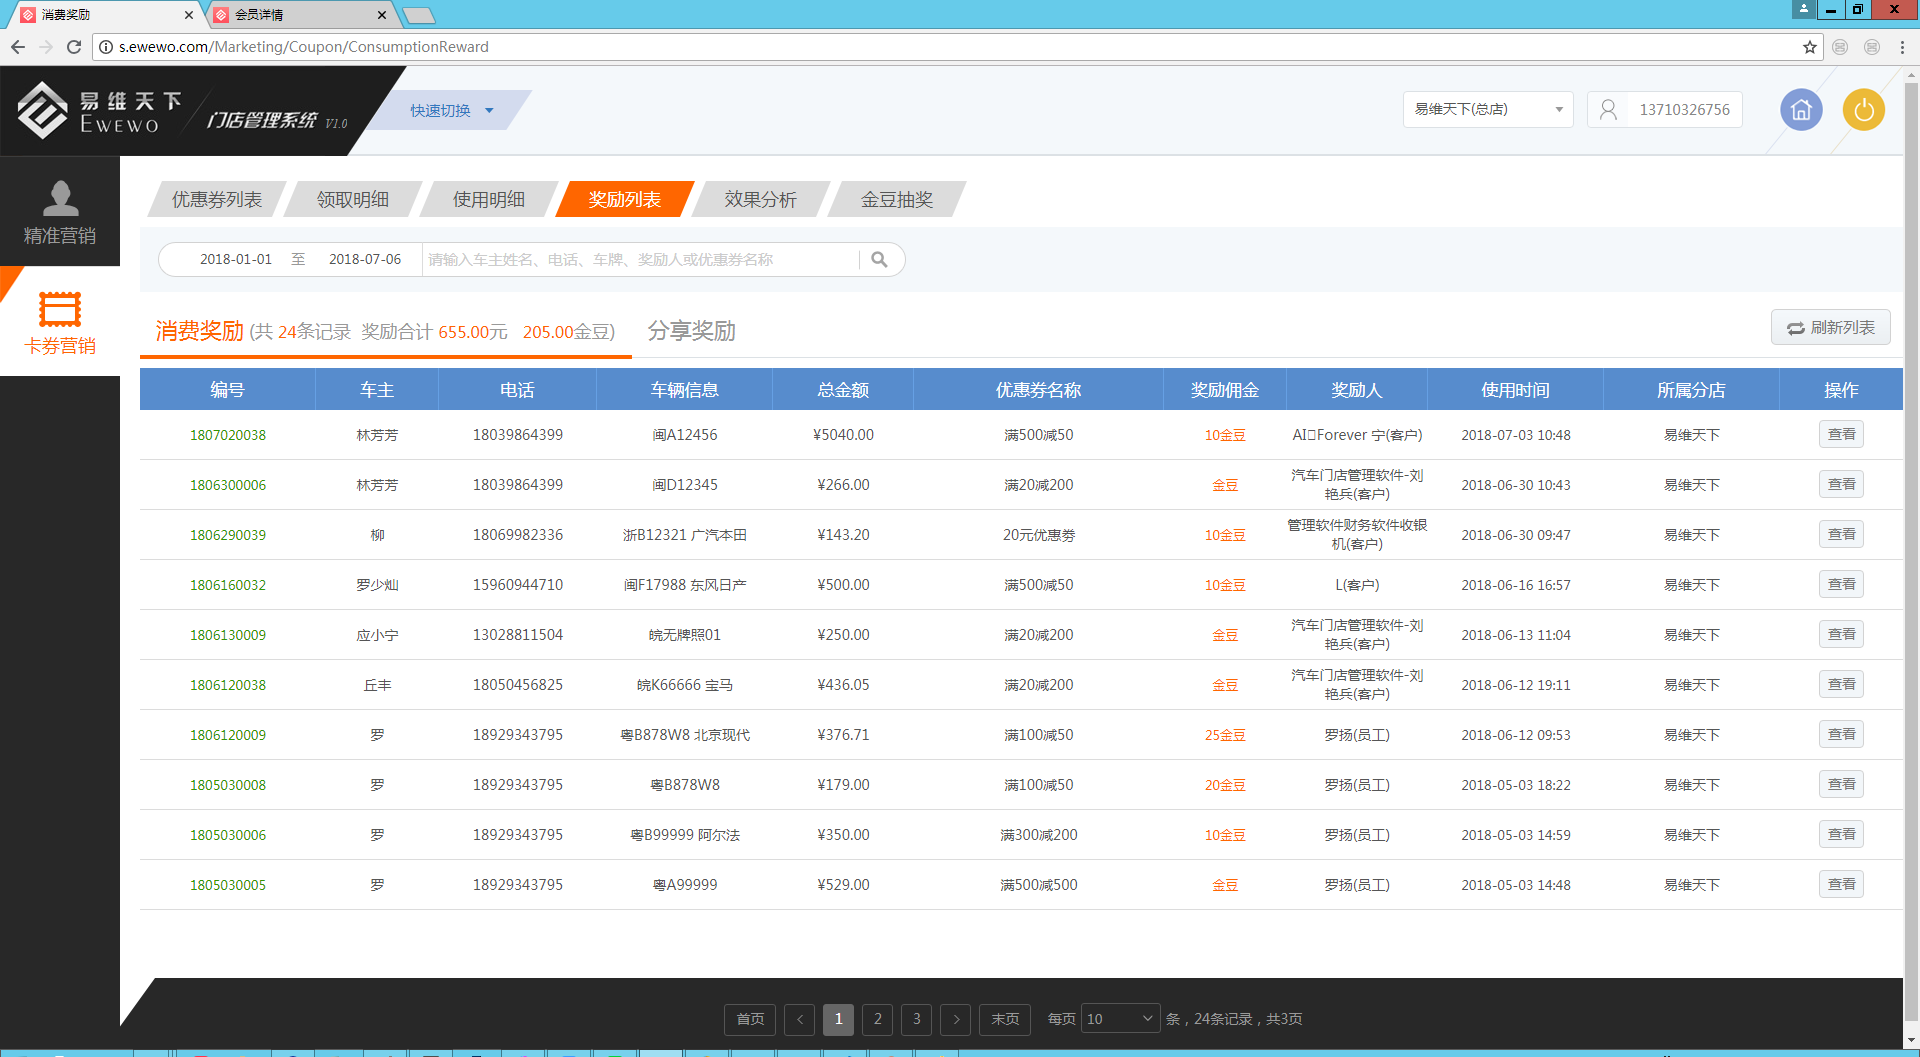 消费奖励
会员详情
s.ewewo.com/Marketing/Coupon/ConsumptionReward
易维天下
EWEWO
门店管理系统 V1.0
快速切换
易维天下(总店)
13710326756
精准营销
卡券营销
优惠券列表 领取明细 使用明细 奖励列表 效果分析 金豆抽奖
2018-01-01 至 2018-07-06 请输入车主姓名、电话、车牌、奖励人或优惠券名称
消费奖励 (共 24条记录 奖励合计 655.00元 205.00金豆) 分享奖励
刷新列表
编号 车主 电话 车辆信息 总金额 优惠券名称 奖励佣金 奖励人 使用时间 所属分店 操作
1807020038 林芳芳 18039864399 闽A12456 ¥5040.00 满500减50 10金豆 AI▯Forever 宁(客户) 2018-07-03 10:48 易维天下 查看
1806300006 林芳芳 18039864399 闽D12345 ¥266.00 满20减200 金豆 汽车门店管理软件-刘艳兵(客户) 2018-06-30 10:43 易维天下 查看
1806290039 柳 18069982336 浙B12321 广汽本田 ¥143.20 20元优惠劵 10金豆 管理软件财务软件收银机(客户) 2018-06-30 09:47 易维天下 查看
1806160032 罗少灿 15960944710 闽F17988 东风日产 ¥500.00 满500减50 10金豆 L(客户) 2018-06-16 16:57 易维天下 查看
1806130009 应小宁 13028811504 皖无牌照01 ¥250.00 满20减200 金豆 汽车门店管理软件-刘艳兵(客户) 2018-06-13 11:04 易维天下 查看
1806120038 丘丰 18050456825 皖K66666 宝马 ¥436.05 满20减200 金豆 汽车门店管理软件-刘艳兵(客户) 2018-06-12 19:11 易维天下 查看
1806120009 罗 18929343795 粤B878W8 北京现代 ¥376.71 满100减50 25金豆 罗扬(员工) 2018-06-12 09:53 易维天下 查看
1805030008 罗 18929343795 粤B878W8 ¥179.00 满100减50 20金豆 罗扬(员工) 2018-05-03 18:22 易维天下 查看
1805030006 罗 18929343795 粤B99999 阿尔法 ¥350.00 满300减200 10金豆 罗扬(员工) 2018-05-03 14:59 易维天下 查看
1805030005 罗 18929343795 粤A99999 ¥529.00 满500减500 金豆 罗扬(员工) 2018-05-03 14:48 易维天下 查看
首页 < 1 2 3 > 末页 每页 10 条，24条记录，共3页